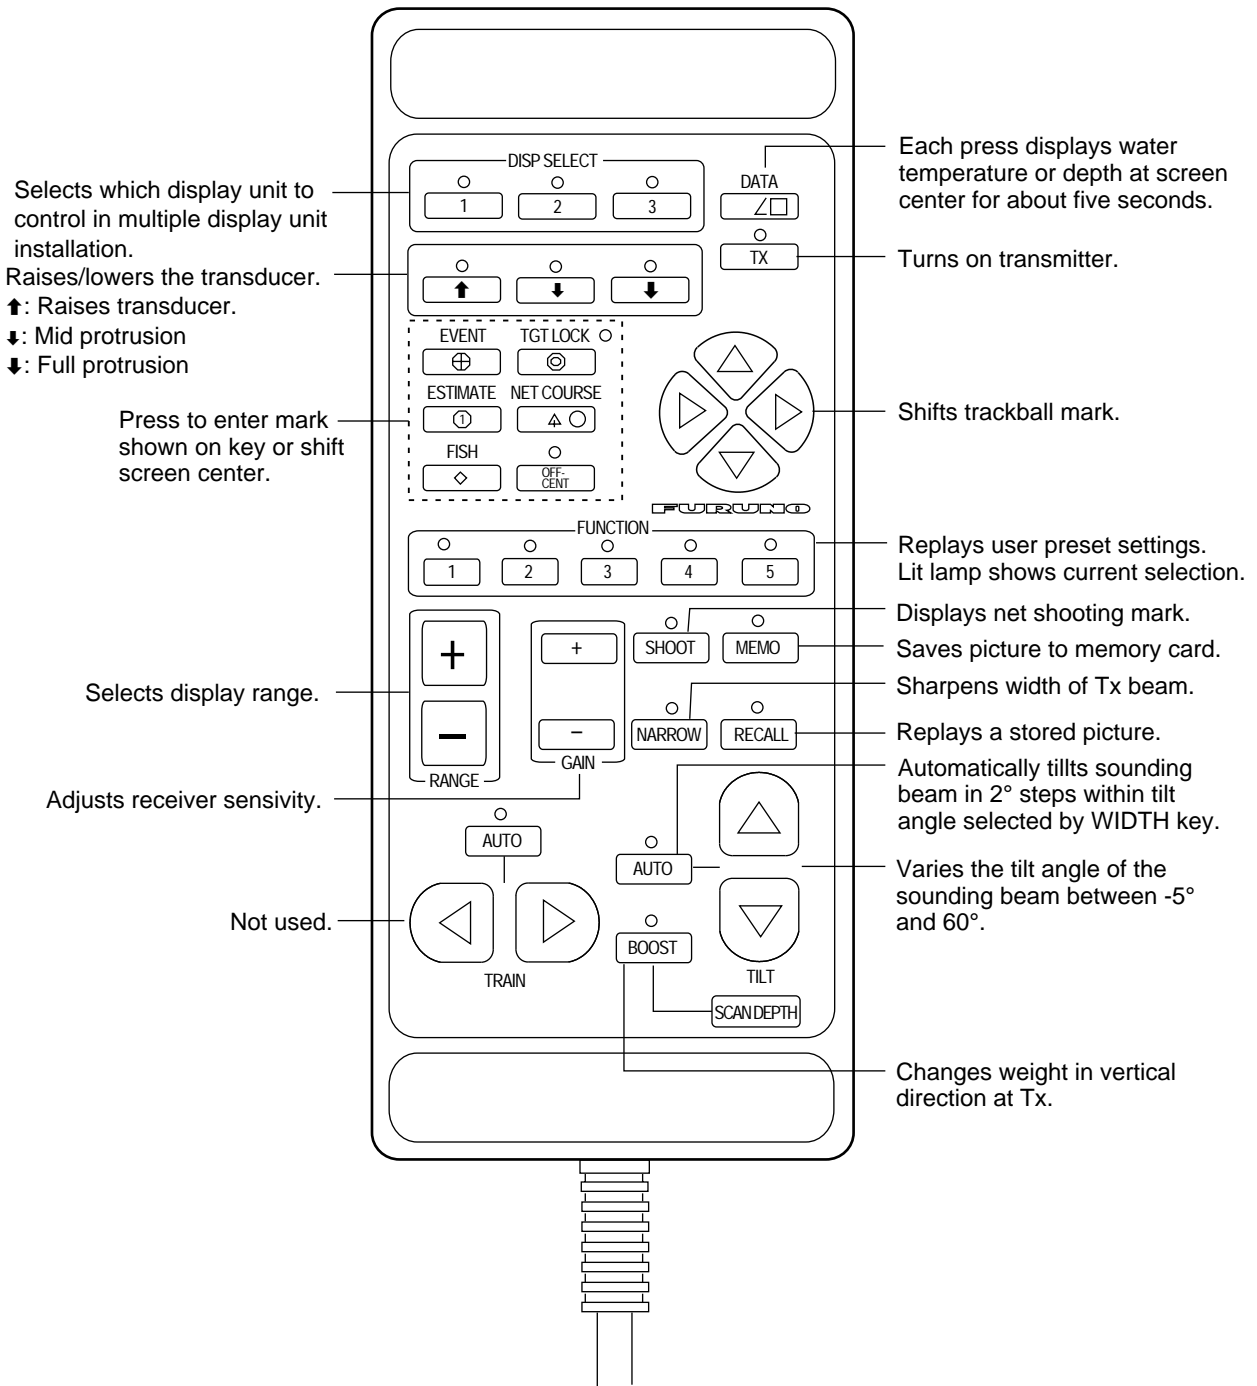 Selects which display unit to
control in multiple display unit
installation.
Raises/lowers the transducer.
⬆: Raises transducer.
⬇: Mid protrusion
⬇: Full protrusion
Press to enter mark
shown on key or shift
screen center.
Selects display range.
Adjusts receiver sensivity.
Not used.
DISP SELECT
1 2 3
DATA
TX
EVENT TGT LOCK
ESTIMATE NET COURSE
1
FISH
OFF-
CENT
FURUNO
FUNCTION
1 2 3 4 5
+
−
RANGE
+
−
GAIN
SHOOT MEMO
NARROW RECALL
AUTO
TRAIN
AUTO
BOOST
TILT
SCAN DEPTH
Each press displays water
temperature or depth at screen
center for about five seconds.
Turns on transmitter.
Shifts trackball mark.
Replays user preset settings.
Lit lamp shows current selection.
Displays net shooting mark.
Saves picture to memory card.
Sharpens width of Tx beam.
Replays a stored picture.
Automatically tillts sounding
beam in 2° steps within tilt
angle selected by WIDTH key.
Varies the tilt angle of the
sounding beam between -5°
and 60°.
Changes weight in vertical
direction at Tx.